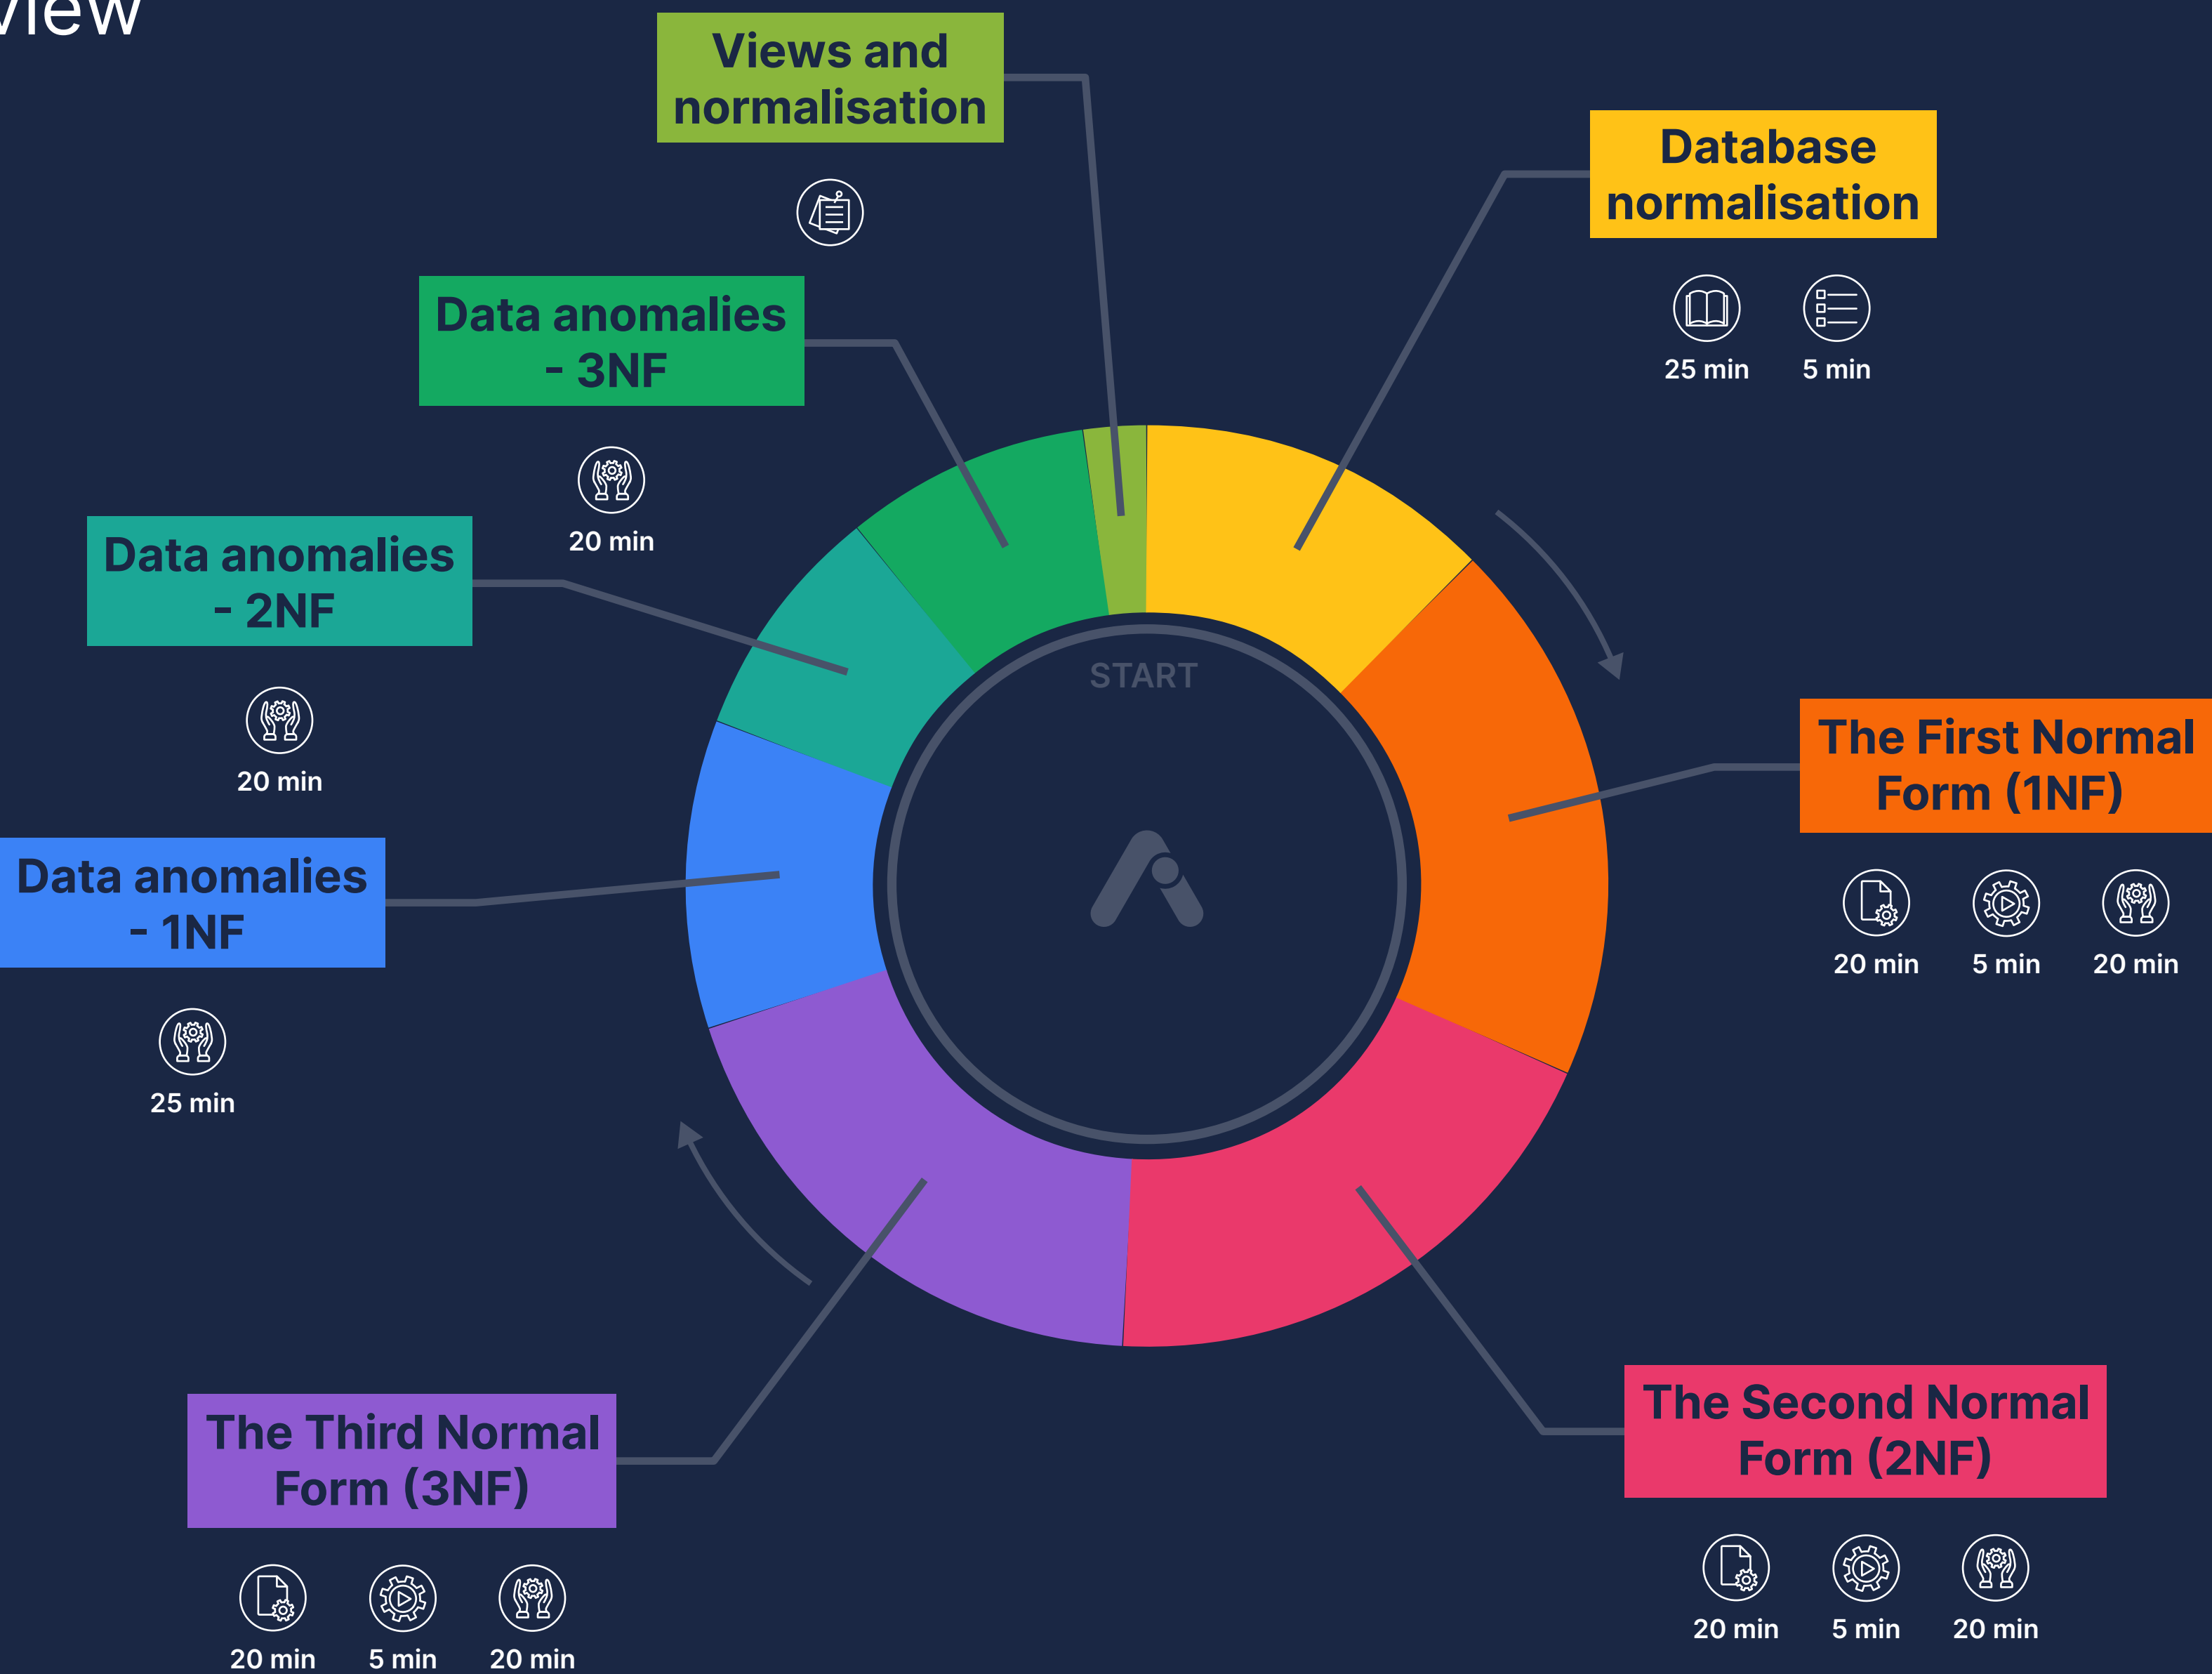 view
Views and
normalisation
Database
normalisation
25 min
5 min
Data anomalies
- 3NF
20 min
Data anomalies
- 2NF
20 min
START
The First Normal
Form (1NF)
20 min
5 min
20 min
Data anomalies
- 1NF
25 min
The Second Normal
Form (2NF)
20 min
5 min
20 min
The Third Normal
Form (3NF)
20 min
5 min
20 min